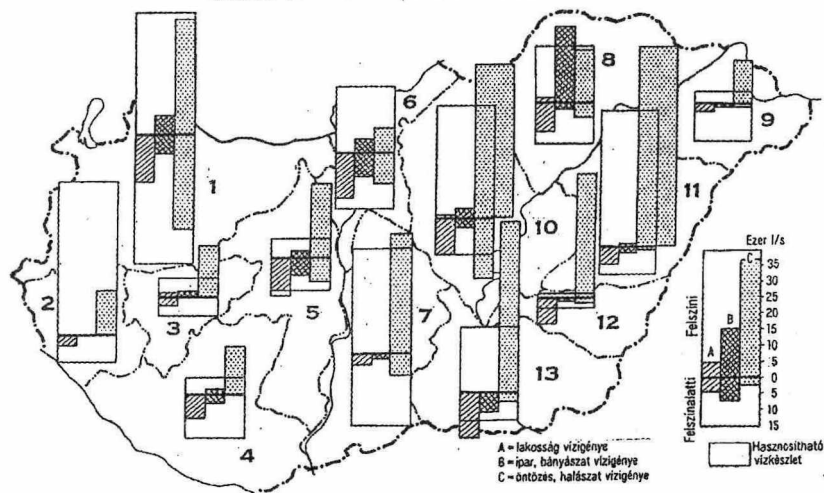 6
8
9
1
11
10
2
3
5
7
12
4
13
Ezer l/s
C
35
30
25
20
15
10
5
0
5
10
15
Felszíni
Felszínalatti
A
B
A = lakosság vízigénye
B = ipar, bányászat vízigénye
C = öntözés, halászat vízigénye
Hasznosítható
vízkészlet